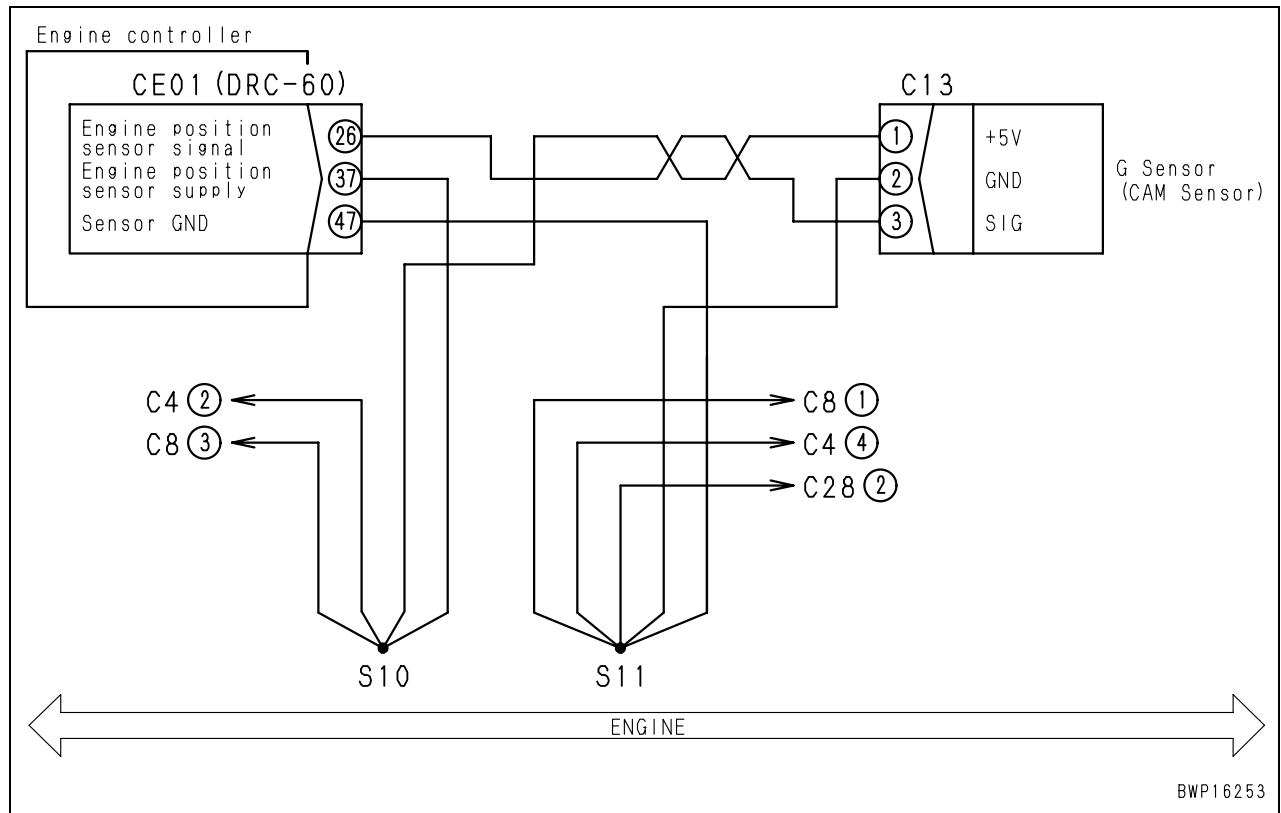 Engine controller
CE01 (DRC-60)
C13
Engine position
sensor signal
26
Engine position
sensor supply
37
Sensor GND
47
1
+5V
2
GND
3
SIG
G Sensor
(CAM Sensor)
C4 2
C8 3
C8 1
C4 4
C28 2
S10
S11
ENGINE
BWP16253